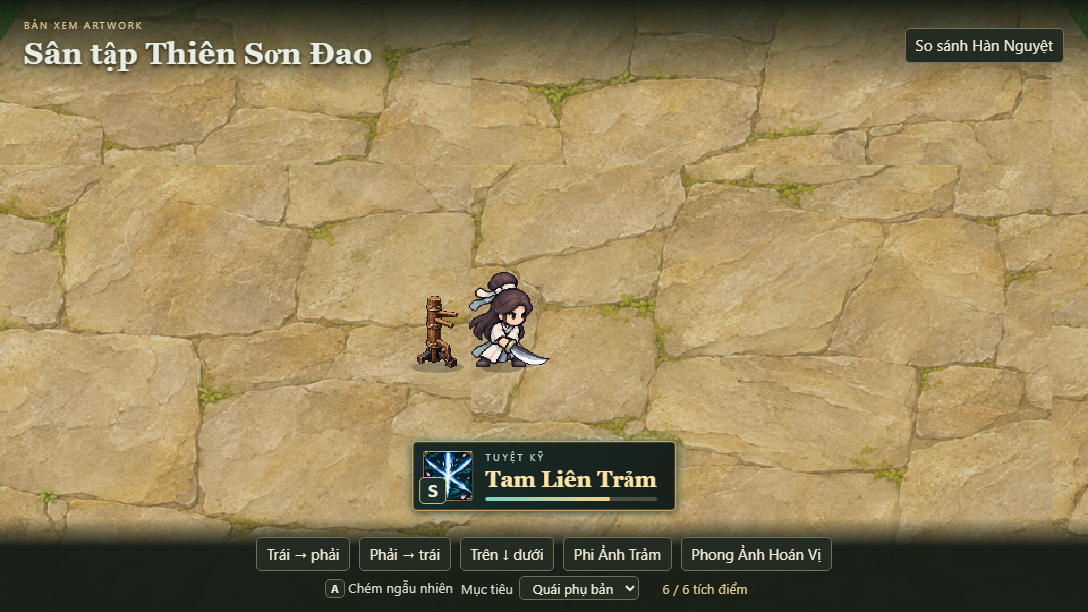 BẢN XEM ARTWORK
Sân tập Thiên Sơn Đao
So sánh Hàn Nguyệt
TUYỆT KỸ
S
Tam Liên Trảm
Trái → phải
Phải → trái
Trên ↓ dưới
Phi Ảnh Trảm
Phong Ảnh Hoán Vị
A Chém ngẫu nhiên Mục tiêu Quái phụ bản 6 / 6 tích điểm